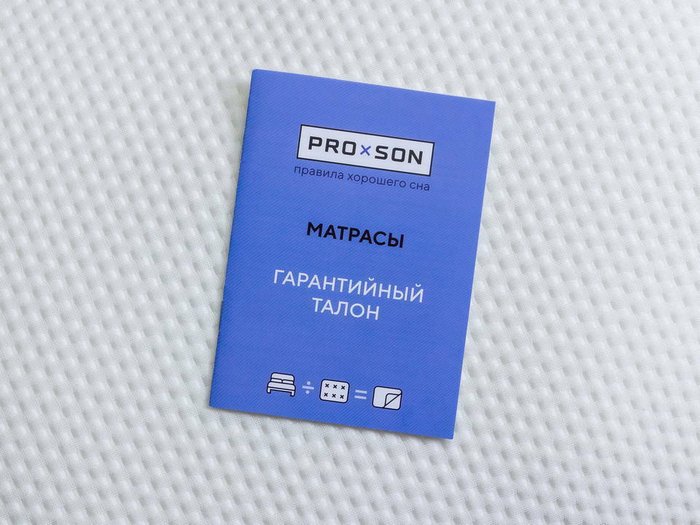 PRO×SON
правила хорошего сна
МАТРАСЫ
ГАРАНТИЙНЫЙ
ТАЛОН